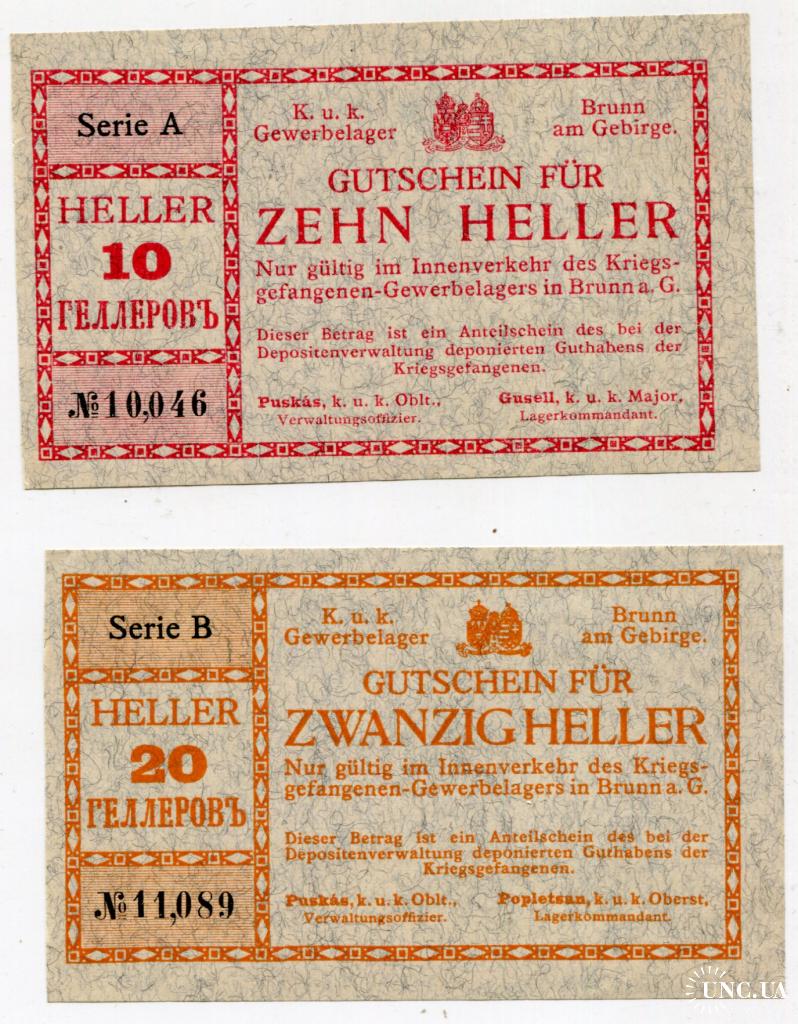 Serie A
HELLER
10
ГЕЛЛЕРОВЪ
№ 10,046
K. u. k.
Gewerbelager
Brunn
am Gebirge.
GUTSCHEIN FÜR
ZEHN HELLER
Nur gültig im Innenverkehr des Kriegs-
gefangenen-Gewerbelagers in Brunn a. G.
Dieser Betrag ist ein Anteilschein des bei der
Depositenverwaltung deponierten Guthabens der
Kriegsgefangenen.
Puskás, k. u. k. Oblt.,
Verwaltungsoffizier.
Gusell, k. u. k. Major,
Lagerkommandant.
Serie B
HELLER
20
ГЕЛЛЕРОВЪ
№ 11,089
K. u. k.
Gewerbelager
Brunn
am Gebirge.
GUTSCHEIN FÜR
ZWANZIG HELLER
Nur gültig im Innenverkehr des Kriegs-
gefangenen-Gewerbelagers in Brunn a. G.
Dieser Betrag ist ein Anteilschein des bei der
Depositenverwaltung deponierten Guthabens der
Kriegsgefangenen.
Puskás, k. u. k. Oblt.,
Verwaltungsoffizier.
Popletsan, k. u. k. Oberst,
Lagerkommandant.
UNC.UA